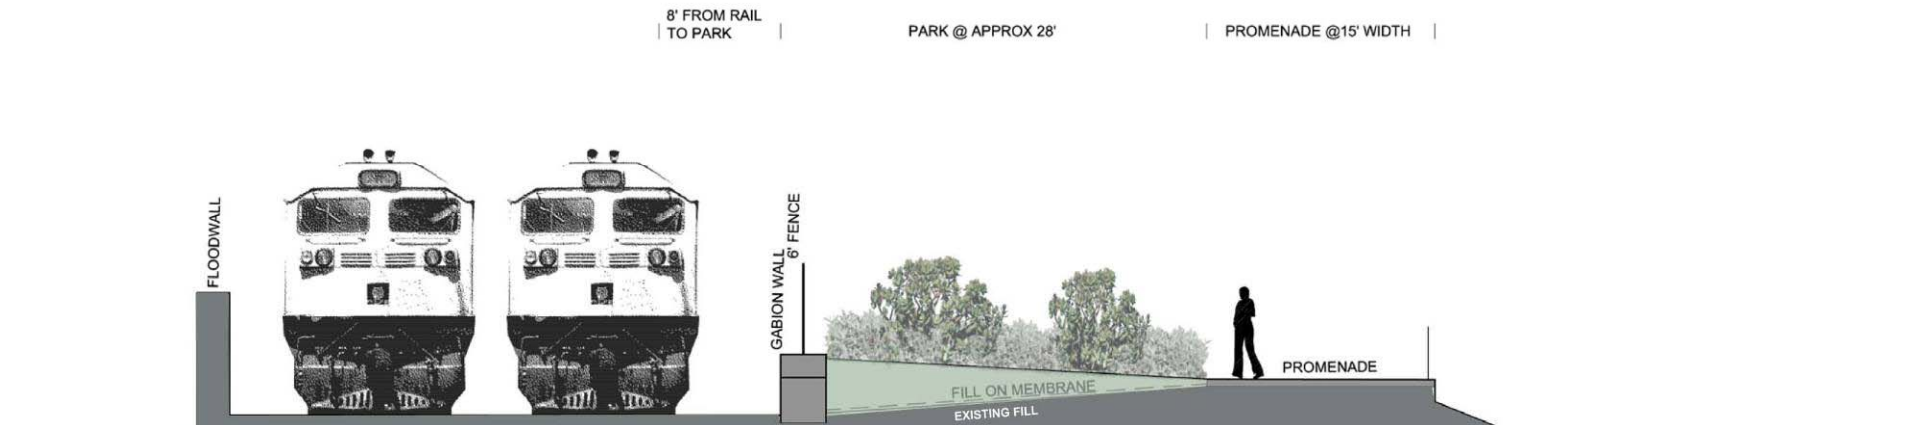 8' FROM RAIL
TO PARK
PARK @ APPROX 28'
PROMENADE @15' WIDTH
FLOODWALL
GABION WALL
6' FENCE
PROMENADE
FILL ON MEMBRANE
EXISTING FILL